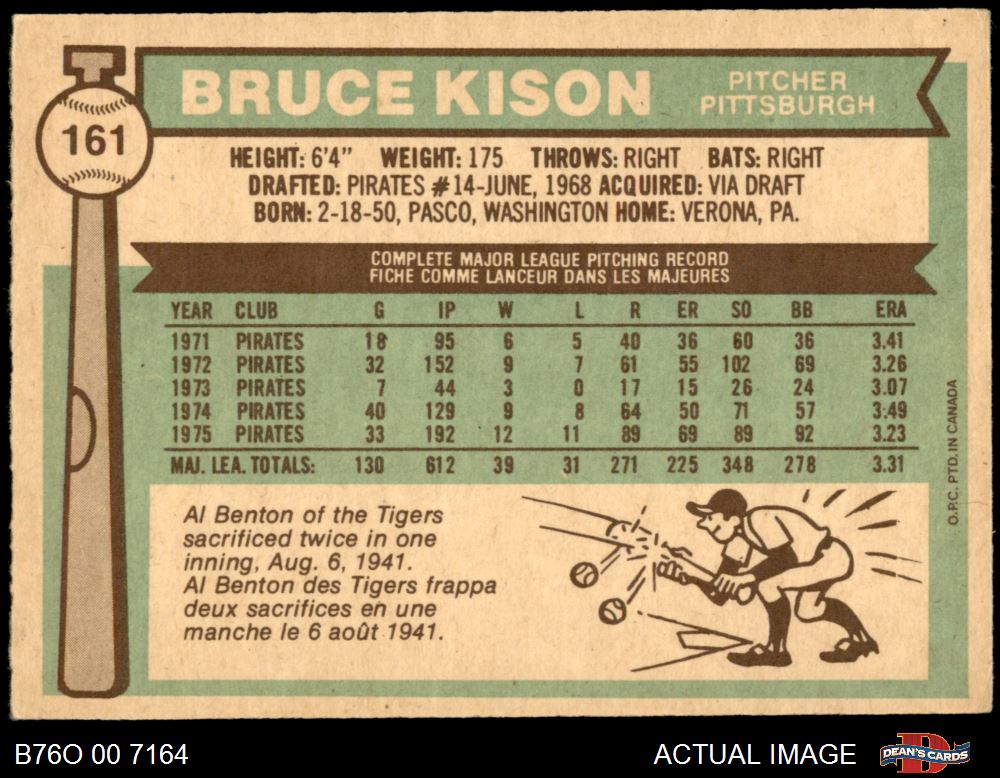 161
BRUCE KISON
PITCHER
PITTSBURGH
HEIGHT: 6'4" WEIGHT: 175 THROWS: RIGHT BATS: RIGHT
DRAFTED: PIRATES #14-JUNE, 1968 ACQUIRED: VIA DRAFT
BORN: 2-18-50, PASCO, WASHINGTON HOME: VERONA, PA.
COMPLETE MAJOR LEAGUE PITCHING RECORD
FICHE COMME LANCEUR DANS LES MAJEURES
YEAR CLUB G IP W L R ER SO BB ERA
1971 PIRATES 18 95 6 5 40 36 60 36 3.41
1972 PIRATES 32 152 9 7 61 55 102 69 3.26
1973 PIRATES 7 44 3 0 17 15 26 24 3.07
1974 PIRATES 40 129 9 8 64 50 71 57 3.49
1975 PIRATES 33 192 12 11 89 69 89 92 3.23
MAJ. LEA. TOTALS: 130 612 39 31 271 225 348 278 3.31
Al Benton of the Tigers
sacrificed twice in one
inning, Aug. 6, 1941.
Al Benton des Tigers frappa
deux sacrifices en une
manche le 6 août 1941.
O.P.C. PTD. IN CANADA
B76O 00 7164
ACTUAL IMAGE
DEAN'S CARDS